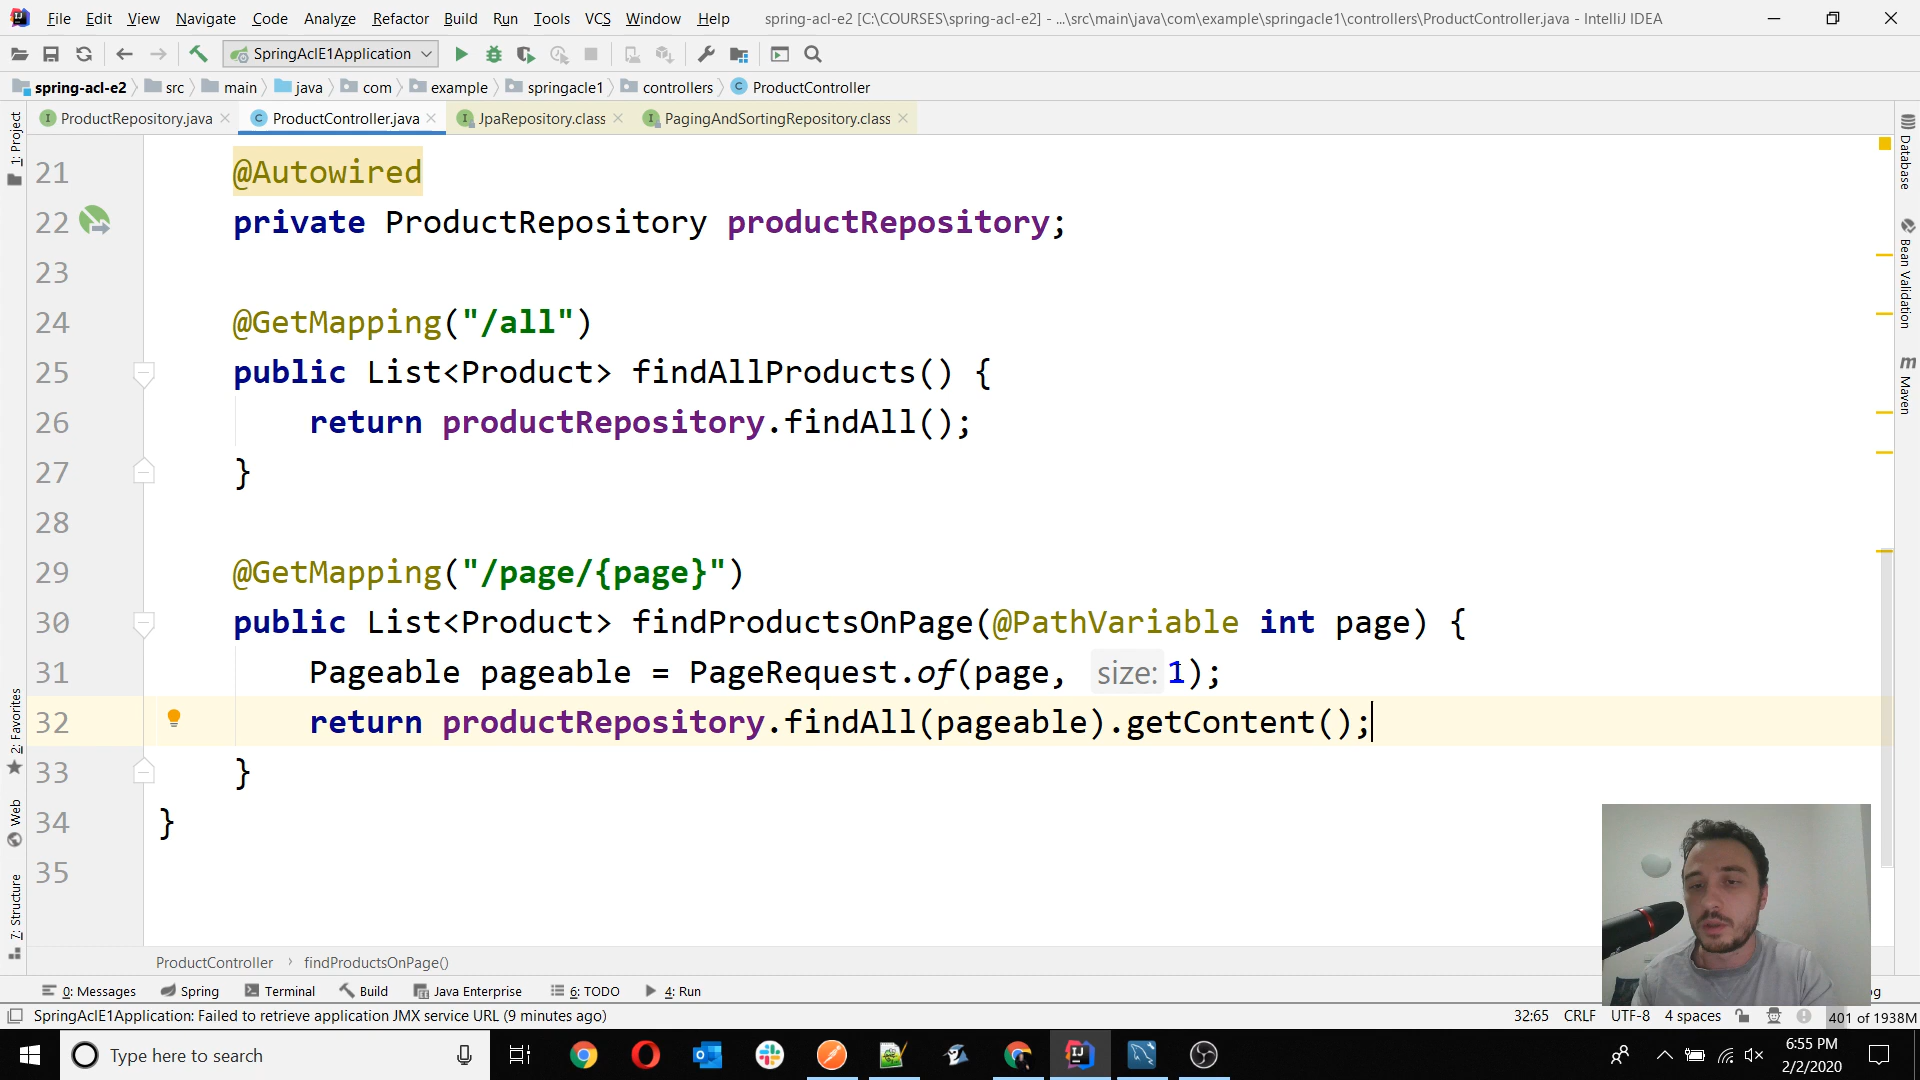 File Edit View Navigate Code Analyze Refactor Build Run Tools VCS Window Help spring-acl-e2 [C:\COURSES\spring-acl-e2] - ...\src\main\java\com\example\springacle1\controllers\ProductController.java - IntelliJ IDEA
SpringAclE1Application
spring-acl-e2 src main java com example springacle1 controllers ProductController
ProductRepository.java ProductController.java JpaRepository.class PagingAndSortingRepository.class
1: Project
2: Favorites
Web
7: Structure
21 @Autowired
22 private ProductRepository productRepository;
23
24 @GetMapping("/all")
25 public List<Product> findAllProducts() {
26 return productRepository.findAll();
27 }
28
29 @GetMapping("/page/{page}")
30 public List<Product> findProductsOnPage(@PathVariable int page) {
31 Pageable pageable = PageRequest.of(page, size: 1);
32 return productRepository.findAll(pageable).getContent();
33 }
34 }
35
Database
Bean Validation
Maven
ProductController findProductsOnPage()
0: Messages Spring Terminal Build Java Enterprise 6: TODO 4: Run
SpringAclE1Application: Failed to retrieve application JMX service URL (9 minutes ago) 32:65 CRLF UTF-8 4 spaces 401 of 1938M
Type here to search
6:55 PM
2/2/2020